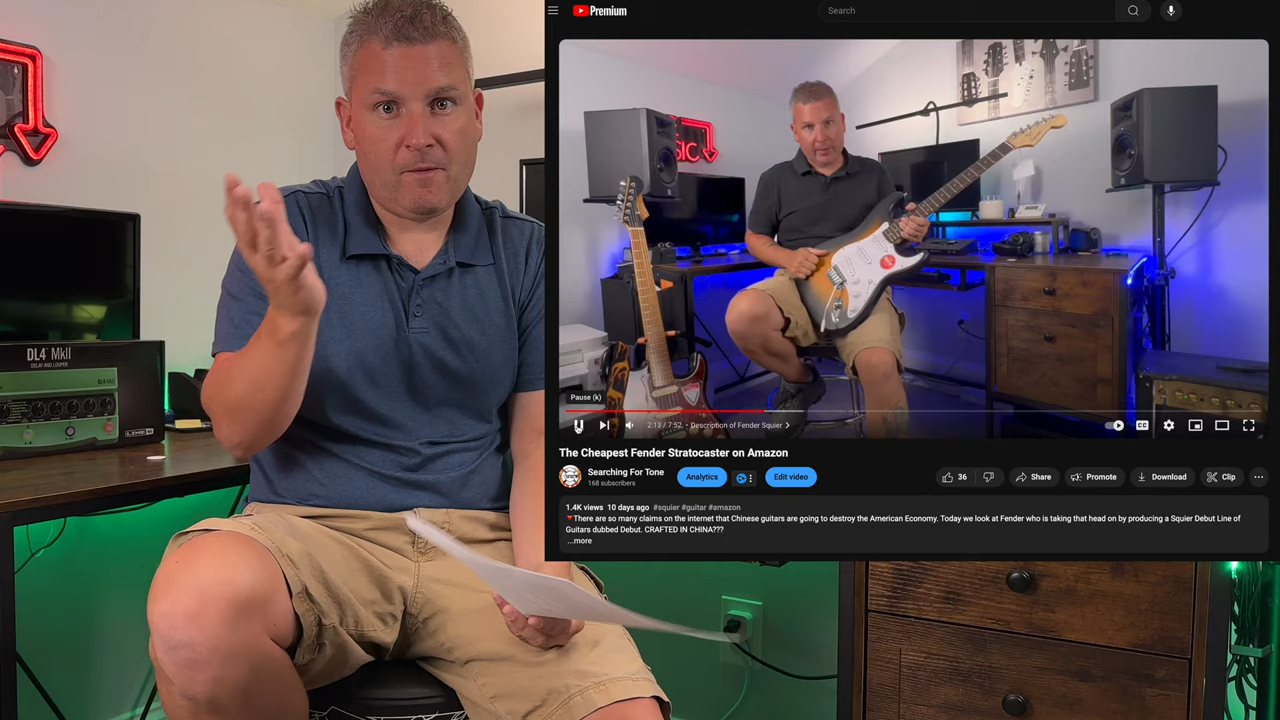 Premium
Search
SIC
DL4 MkII
DELAY AND LOOPER
DL4 MkII
LINE 6
Pause (k)
2:13 / 7:52 • Description of Fender Squier
CC
The Cheapest Fender Stratocaster on Amazon
Searching For Tone
168 subscribers
Analytics
Edit video
36
Share
Promote
Download
Clip
1.4K views 10 days ago #squier #guitar #amazon
There are so many claims on the internet that Chinese guitars are going to destroy the American Economy. Today we look at Fender who is taking that head on by producing a Squier Debut Line of
Guitars dubbed Debut. CRAFTED IN CHINA???
...more